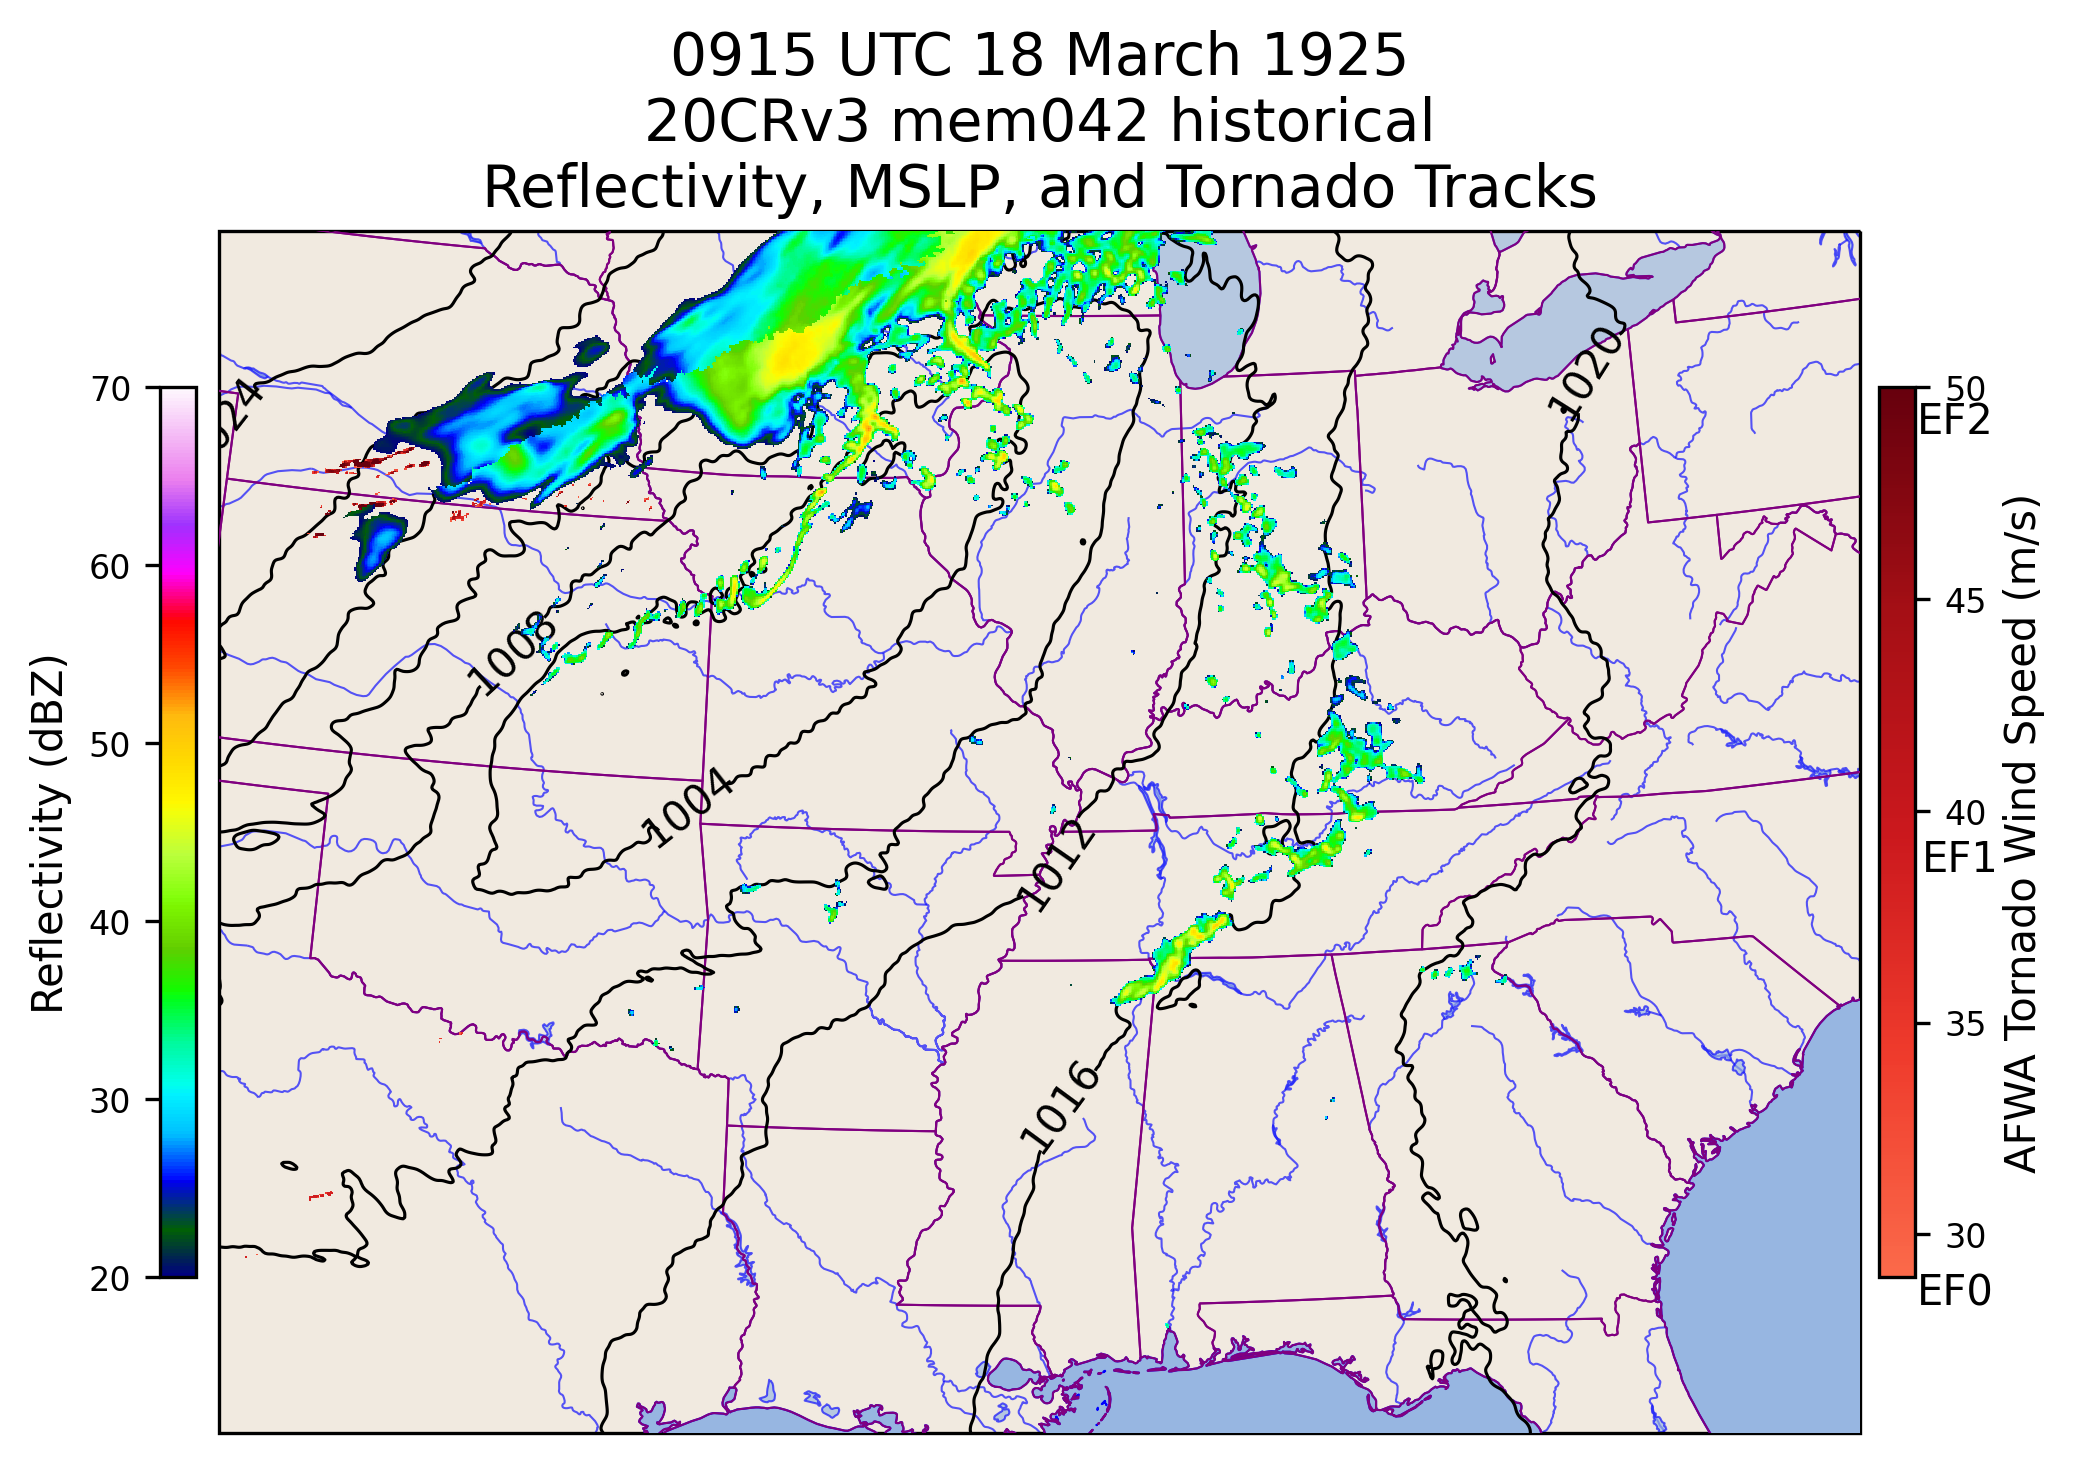 0915 UTC 18 March 1925
20CRv3 mem042 historical
Reflectivity, MSLP, and Tornado Tracks
Reflectivity (dBZ)
70
60
50
40
30
20
24
1008
1004
1012
1016
1020
50
EF2
45
40
EF1
35
30
EF0
AFWA Tornado Wind Speed (m/s)